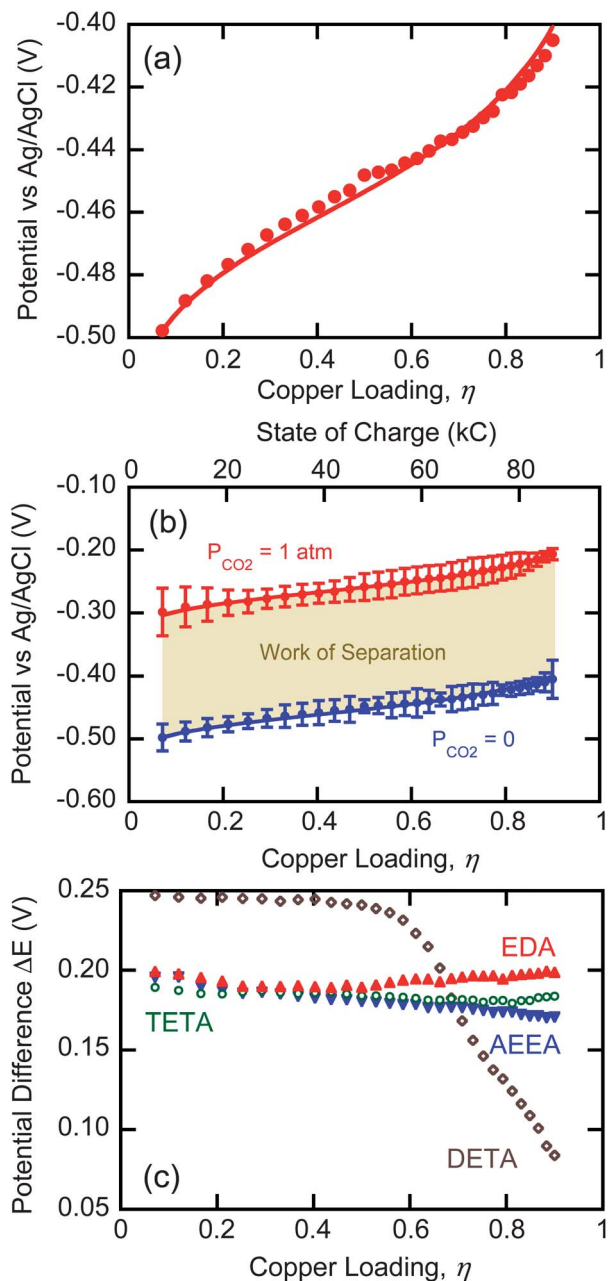 (a)
Potential vs Ag/AgCl (V)
-0.40
-0.42
-0.44
-0.46
-0.48
-0.50
0 0.2 0.4 0.6 0.8 1
Copper Loading, η
State of Charge (kC)
0 20 40 60 80
(b)
Potential vs Ag/AgCl (V)
-0.10
-0.20
-0.30
-0.40
-0.50
-0.60
P_CO2 = 1 atm
Work of Separation
P_CO2 = 0
0 0.2 0.4 0.6 0.8 1
Copper Loading, η
Potential Difference ΔE (V)
0.25
0.20
0.15
0.10
0.05
EDA
TETA
AEEA
DETA
(c)
0 0.2 0.4 0.6 0.8 1
Copper Loading, η